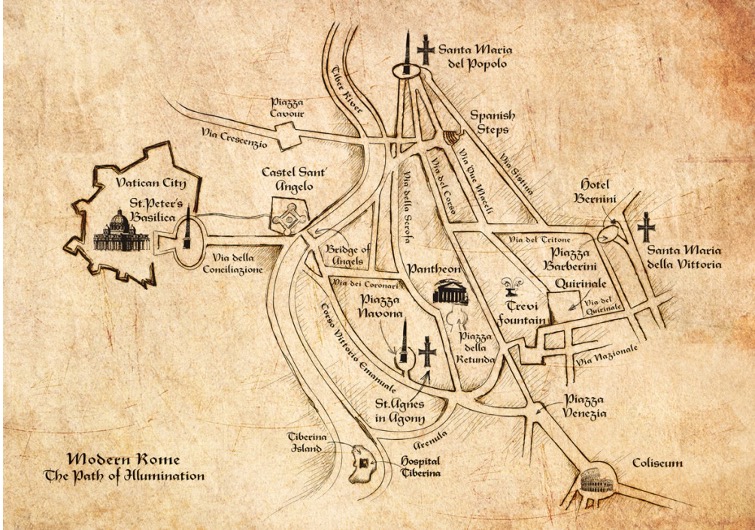 Santa Maria
del Popolo
Tiber River
Piazza
Cavour
Via Crescenzio
Spanish
Steps
Via Sistina
Via Due Macelli
Via del Corso
Via della Scrofa
Vatican City
St.Peter's
Basilica
Castel Sant'
Angelo
Hotel
Bernini
Santa Maria
della Vittoria
Via del Tritone
Piazza
Barberini
Via della
Conciliazione
Bridge of
Angels
Via dei Coronari
Pantheon
Quirinale
Trevi
fountain
Via del
Quirinale
Piazza
Navona
Corso Vittorio Emanuale
Piazza
della
Rotunda
Via Nazionale
St.Agnes
in Agony
Piazza
Venezia
Tiberina
Island
Arenula
Hospital
Tiberina
Coliseum
Modern Rome
The Path of Illumination